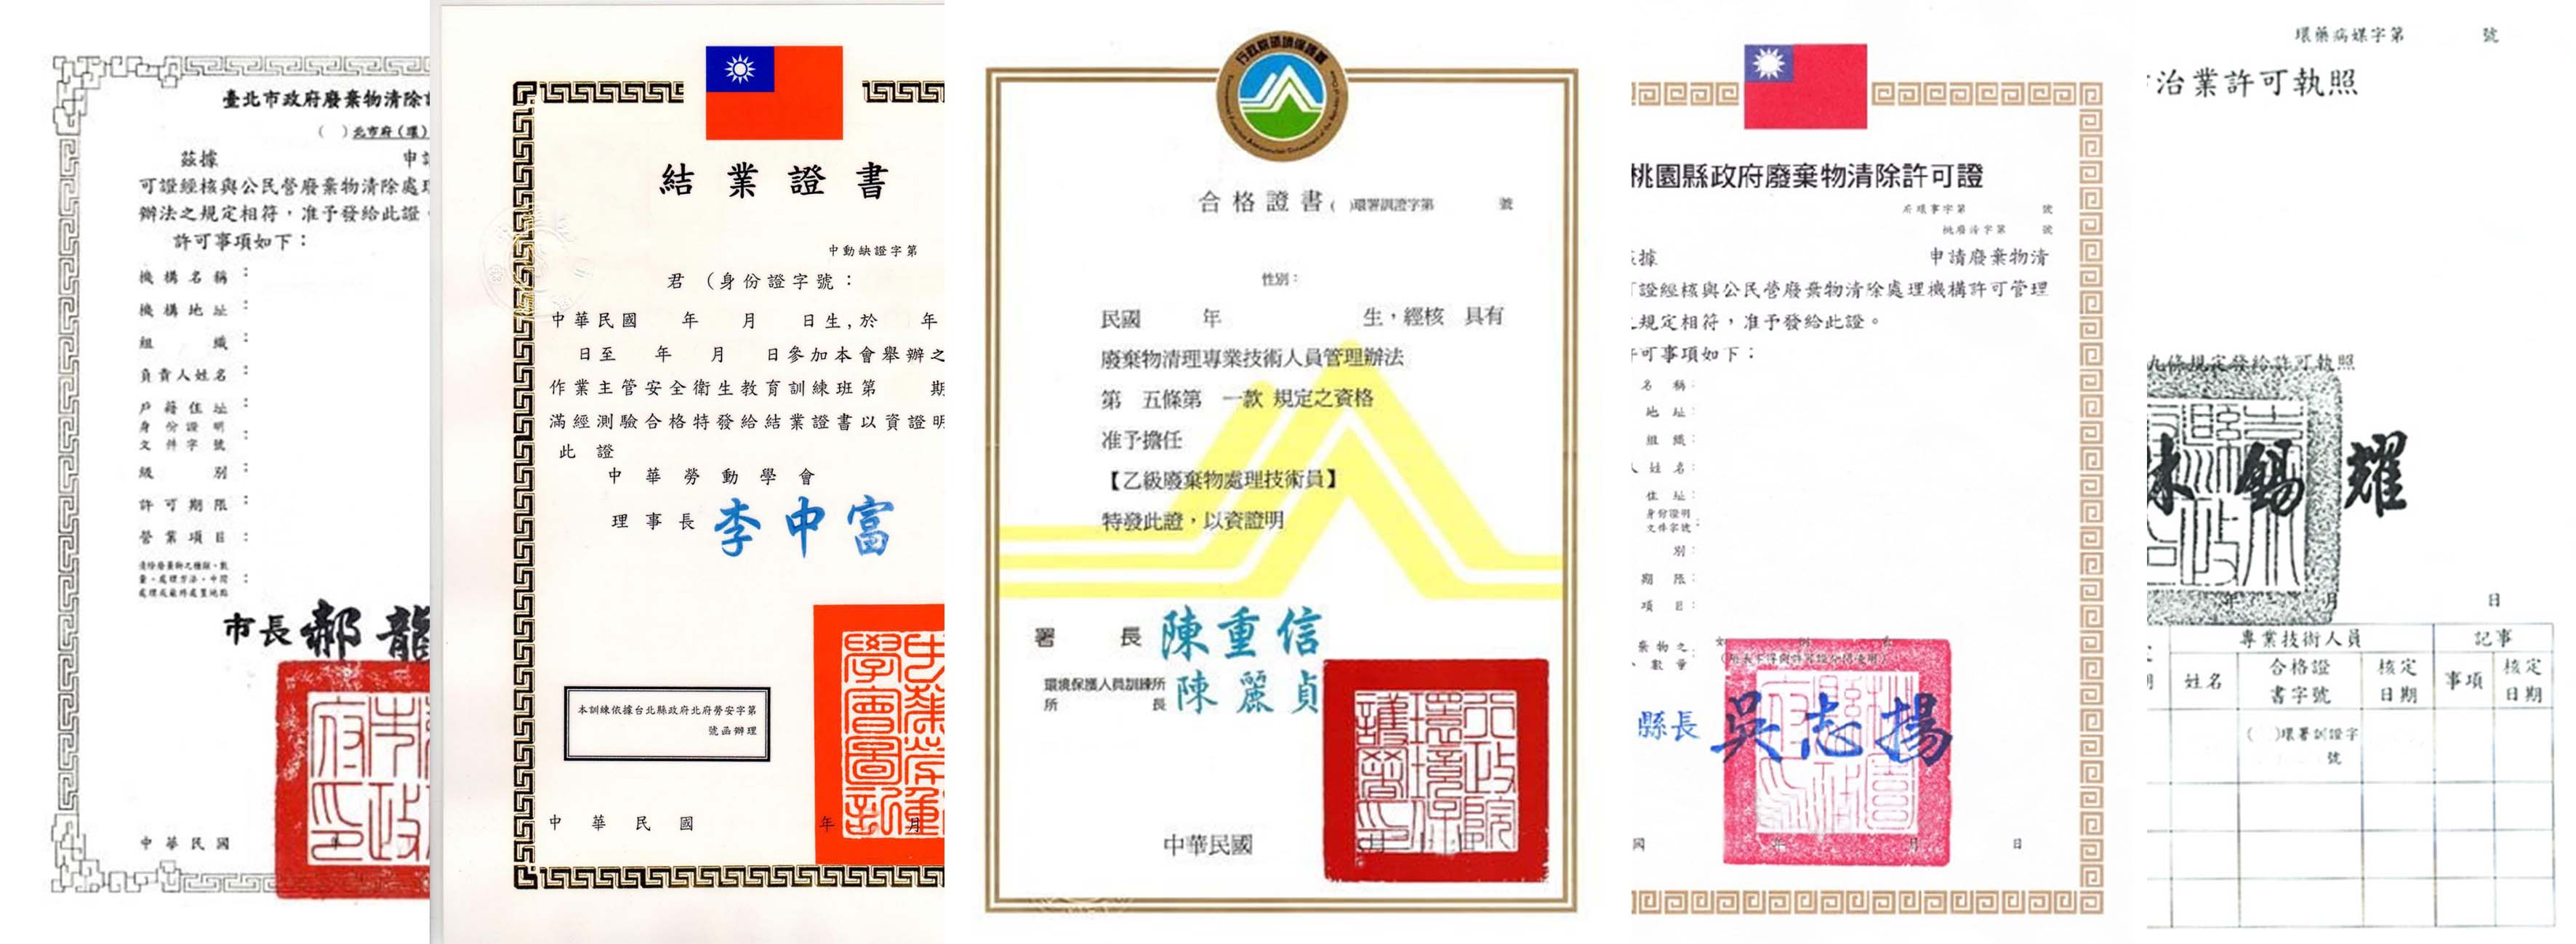 臺北市政府廢棄物清除
( )北市府(環)
茲據 申
可證經核與公民營廢棄物清除處理
辦法之規定相符，准予發給此證
許可事項如下：
機構名稱：
機構地址：
組織：
負責人姓名：
戶籍住址：
身份證明
文件字號：
級別：
許可期限：
營業項目：
清除廢棄物之種類、數
量、處理方法、中間
處理或最終處置地點：
市長 郝龍
中華民國 年
結業證書
中動缺證字第
君 (身份證字號：
中華民國 年 月 日生,於 年
日至 年 月 日參加本會舉辦之
作業主管安全衛生教育訓練班第 期
滿經測驗合格特發給結業證書以資證明
此證
中華勞動學會
理事長 李中富
本訓練依據台北縣政府北府勞安字第
號函辦理
中華民國 年 月
行政院環境保護署
合格證書( )環署訓證字第 號
性別：
民國 年 生，經核 具有
廢棄物清理專業技術人員管理辦法
第 五條第 一款 規定之資格
准予擔任
【乙級廢棄物處理技術員】
特發此證，以資證明
署長 陳重信
環境保護人員訓練所
所長 陳麗貞
行政院環境保護署印
中華民國 月
桃園縣政府廢棄物清除許可證
府環事字第 號
桃廢清字第 號
據 申請廢棄物清
證經核與公民營廢棄物清除處理機構許可管理
規定相符，准予發給此證。
可事項如下：
名稱：
地址：
組織：
姓名：
住址：
身份證明
文件字號：
別：
期限：
項目：
棄物之
數量：
縣長 吳志揚
國 年 月 日
環藥病媒字第 號
治業許可執照
九條規定發給許可執照
錫耀
年 月 日
專業技術人員 記事
姓名 合格證書字號 核定日期 事項 核定日期
( )環署訓證字
號